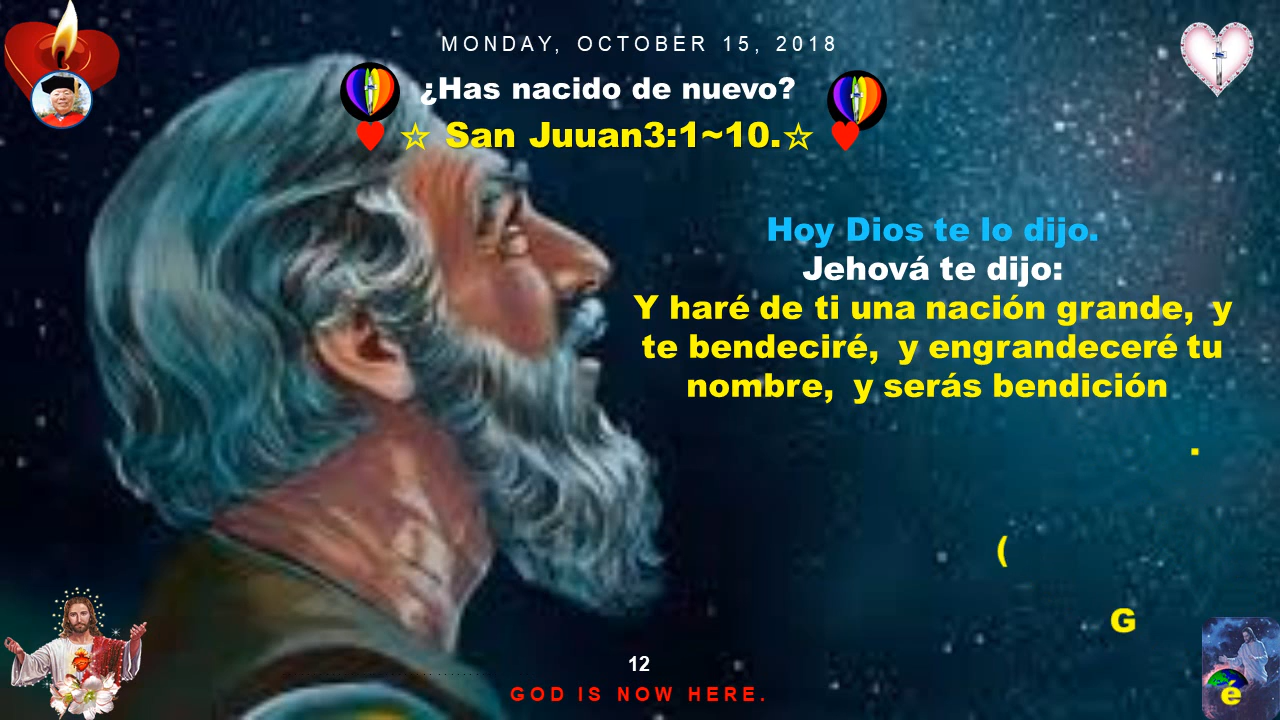 MONDAY, OCTOBER 15, 2018
¿Has nacido de nuevo?
♥ ☆ San Juuan3:1~10.☆ ♥
Hoy Dios te lo dijo.
Jehová te dijo:
Y haré de ti una nación grande, y
te bendeciré, y engrandeceré tu
nombre, y serás bendición
.
(
G
12
é
GOD IS NOW HERE.